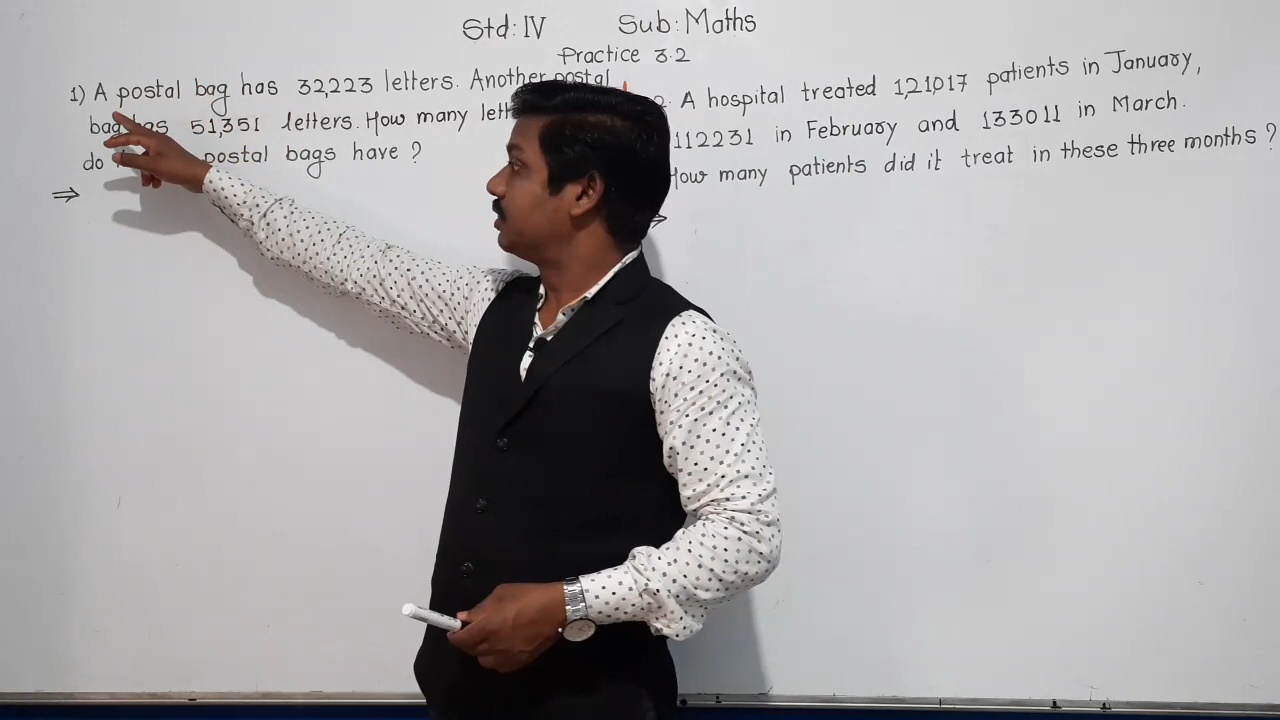 Std: IV Sub: Maths
Practice 3.2
1) A postal bag has 32,223 letters. Another postal
bag has 51,351 letters. How many lett
do postal bags have ?
⇒
2. A hospital treated 1,21,017 patients in January,
112231 in February and 133011 in March.
How many patients did it treat in these three months ?
⇒